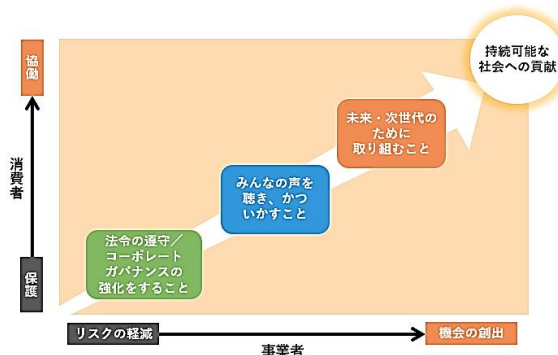 持続可能な
社会への貢献
協働
未来・次世代の
ために
取り組むこと
消費者
みんなの声を
聴き、かつ
いかすこと
法令の遵守／
コーポレート
ガバナンスの
強化をすること
保護
リスクの軽減
機会の創出
事業者